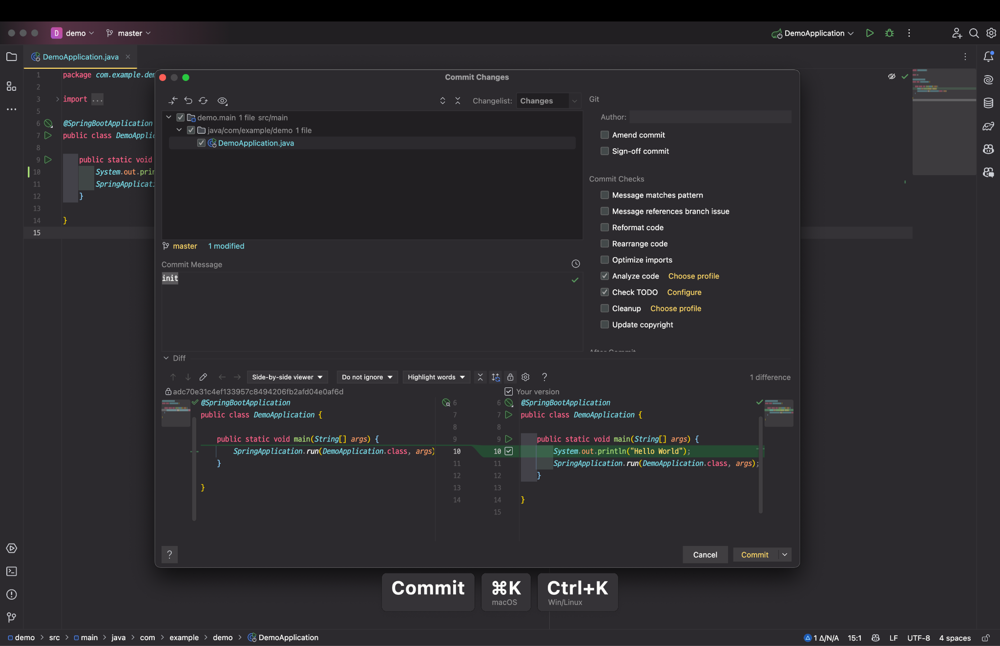 D demo master DemoApplication
DemoApplication.java
1 package com.example.dem
2
3 import ...
5
6 @SpringBootApplication
7 public class DemoApplic
8
9 public static void
10 System.out.prin
11 SpringApplicati
12 }
13
14 }
15
Commit Changes
Changelist: Changes
demo.main 1 file src/main
java/com/example/demo 1 file
DemoApplication.java
master 1 modified
Commit Message
init
Git
Author:
Amend commit
Sign-off commit
Commit Checks
Message matches pattern
Message references branch issue
Reformat code
Rearrange code
Optimize imports
Analyze code Choose profile
Check TODO Configure
Cleanup Choose profile
Update copyright
After Commit
Diff
Side-by-side viewer Do not ignore Highlight words ? 1 difference
adc70e31c4ef133957c8494206fb2afd04e0af6d
@SpringBootApplication 6
public class DemoApplication { 7
8
public static void main(String[] args) { 9
SpringApplication.run(DemoApplication.class, args) 10
} 11
12
} 13
14
Your version
6 @SpringBootApplication
7 public class DemoApplication {
8
9 public static void main(String[] args) {
10 System.out.println("Hello World");
11 SpringApplication.run(DemoApplication.class, args);
12 }
13
14 }
15
? Cancel Commit
Commit ⌘K Ctrl+K
macOS Win/Linux
demo > src > main > java > com > example > demo > DemoApplication
1 Δ/N/A 15:1 LF UTF-8 4 spaces